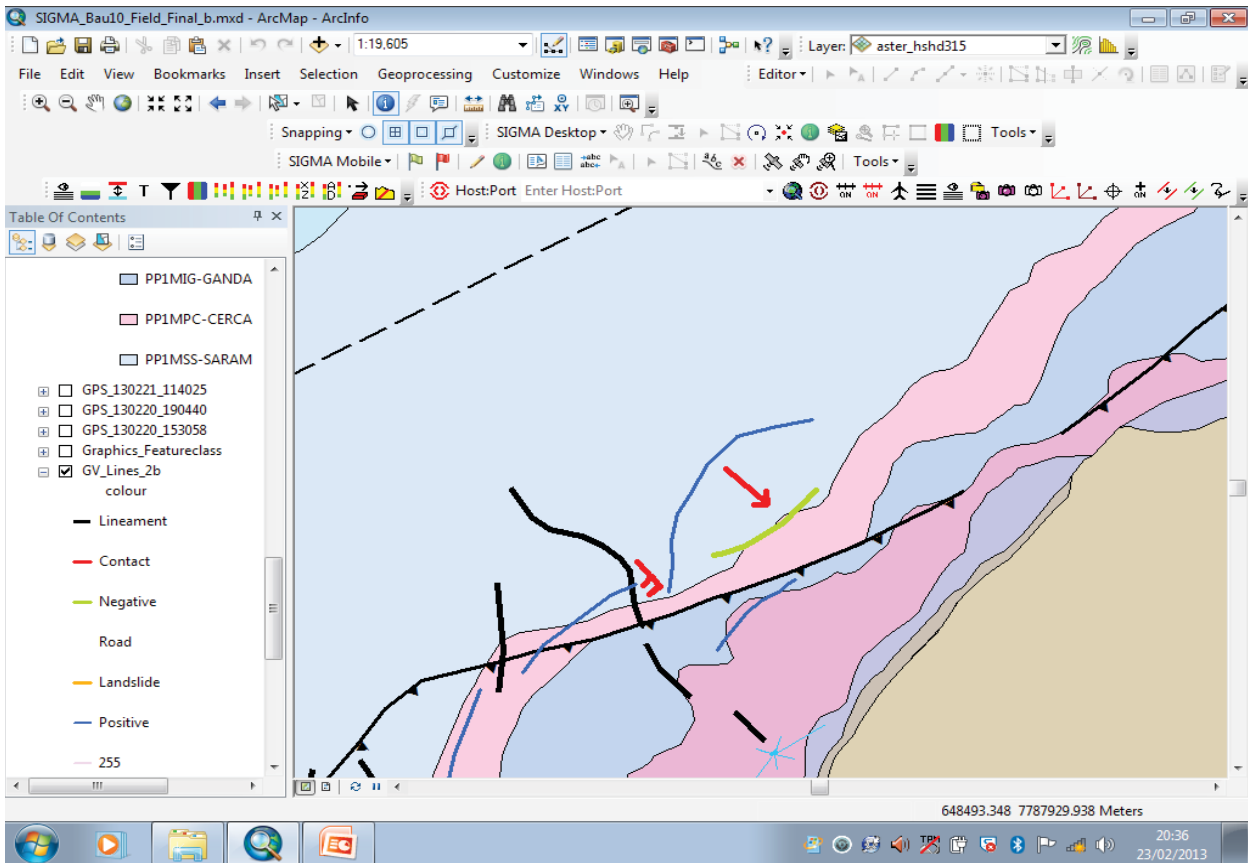 SIGMA_Bau10_Field_Final_b.mxd - ArcMap - ArcInfo
1:19,605
Layer: aster_hshd315
File Edit View Bookmarks Insert Selection Geoprocessing Customize Windows Help
Editor
Snapping SIGMA Desktop Tools
SIGMA Mobile Tools
T Host:Port Enter Host:Port
Table Of Contents
PP1MIG-GANDA
PP1MPC-CERCA
PP1MSS-SARAM
GPS_130221_114025
GPS_130220_190440
GPS_130220_153058
Graphics_Featureclass
GV_Lines_2b
colour
Lineament
Contact
Negative
Road
Landslide
Positive
255
648493.348 7787929.938 Meters
20:36
23/02/2013